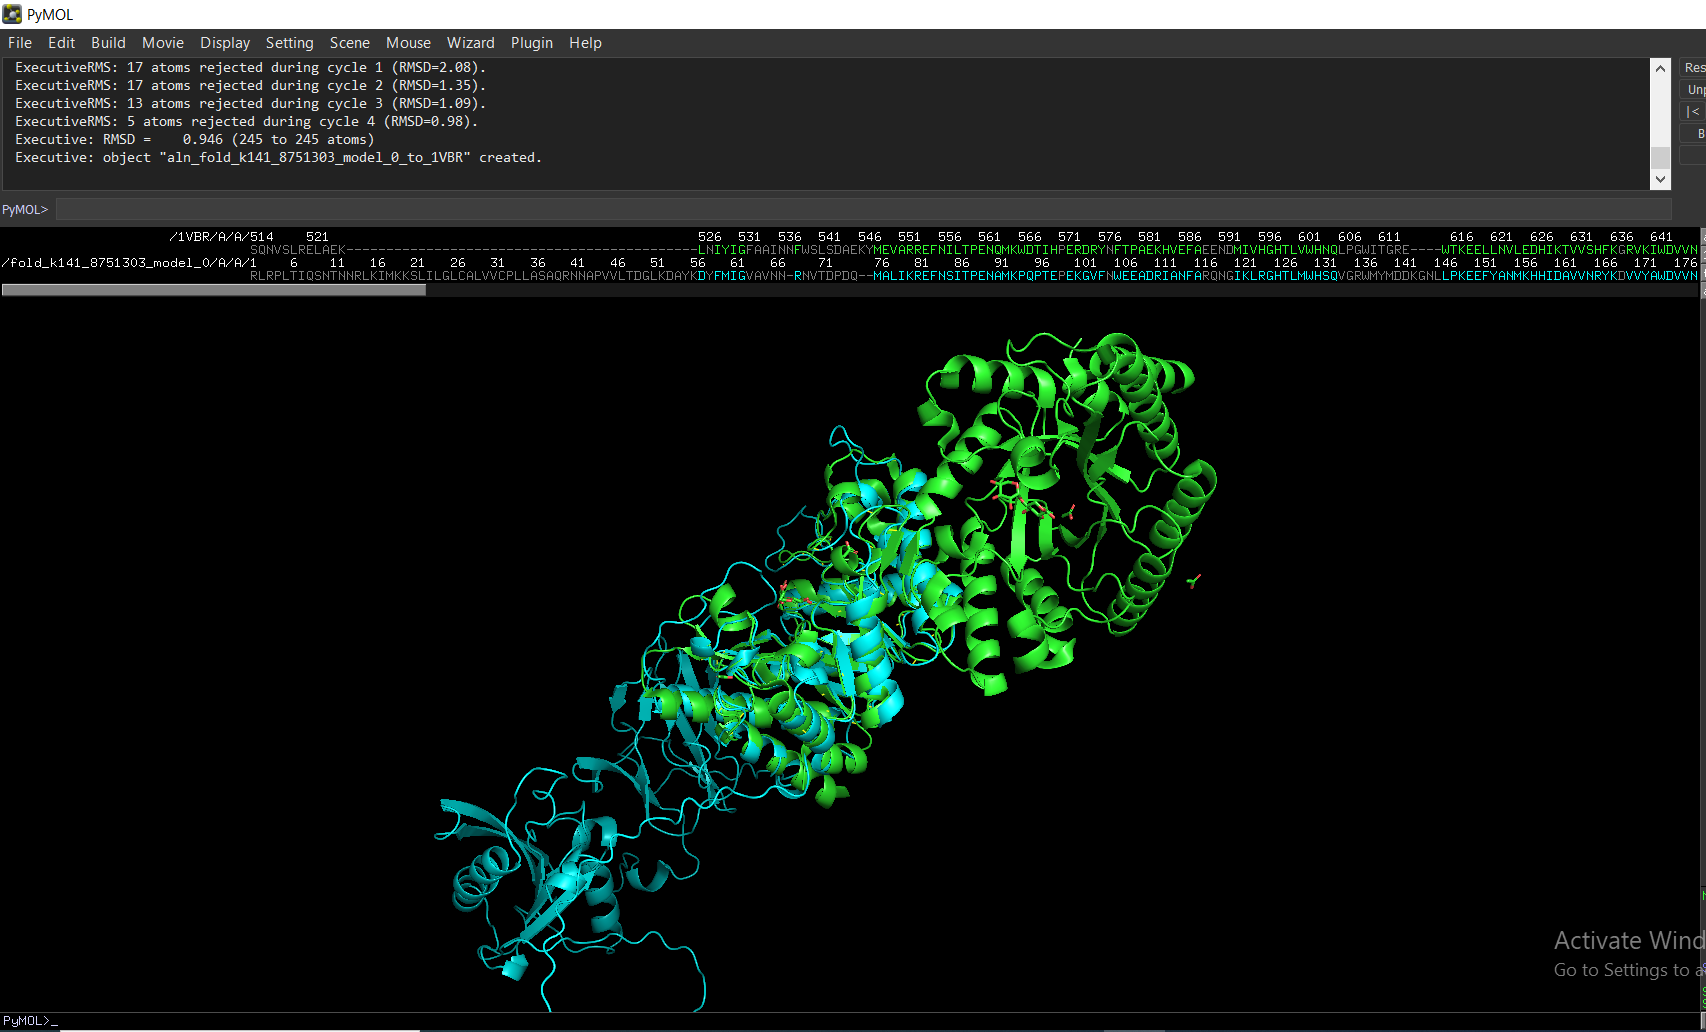 PyMOL
File Edit Build Movie Display Setting Scene Mouse Wizard Plugin Help
ExecutiveRMS: 17 atoms rejected during cycle 1 (RMSD=2.08).
ExecutiveRMS: 17 atoms rejected during cycle 2 (RMSD=1.35).
ExecutiveRMS: 13 atoms rejected during cycle 3 (RMSD=1.09).
ExecutiveRMS: 5 atoms rejected during cycle 4 (RMSD=0.98).
Executive: RMSD =    0.946 (245 to 245 atoms)
Executive: object "aln_fold_k141_8751303_model_0_to_1VBR" created.
Res
Unp
|<
B
PyMOL>
/1VBR/A/A/514 521 526 531 536 541 546 551 556 561 566 571 576 581 586 591 596 601 606 611 616 621 626 631 636 641
SQNVSLRELAEK-------------------------------------------LNIYIGFAAINNFWSLSDAEKYMEVARREFNILTPENQMKWDTIHPERDRYNFTPAEKHVEFAEENDMIVHGHTLVWHNQLPGWITGRE----WTKEELLNVLEDHIKTVVSHFKGRVKIWDVVN
/fold_k141_8751303_model_0/A/A/1 6 11 16 21 26 31 36 41 46 51 56 61 66 71 76 81 86 91 96 101 106 111 116 121 126 131 136 141 146 151 156 161 166 171 176
RLRPLTIQSNTNNRLKIMKKSLILGLCALVVCPLLASAQRNNAPVVLTDGLKDAYKDYFMIGVAVNN-RNVTDPDQ--MALIKREFNSITPENAMKPQPTEPEKGVFNWEEADRIANFARQNGIKLRGHTLMWHSQVGRWMYMDDKGNLLPKEEFYANMKHHIDAVVNRYKDVVYAWDVVN
Activate Wind
Go to Settings to a
PyMOL>_